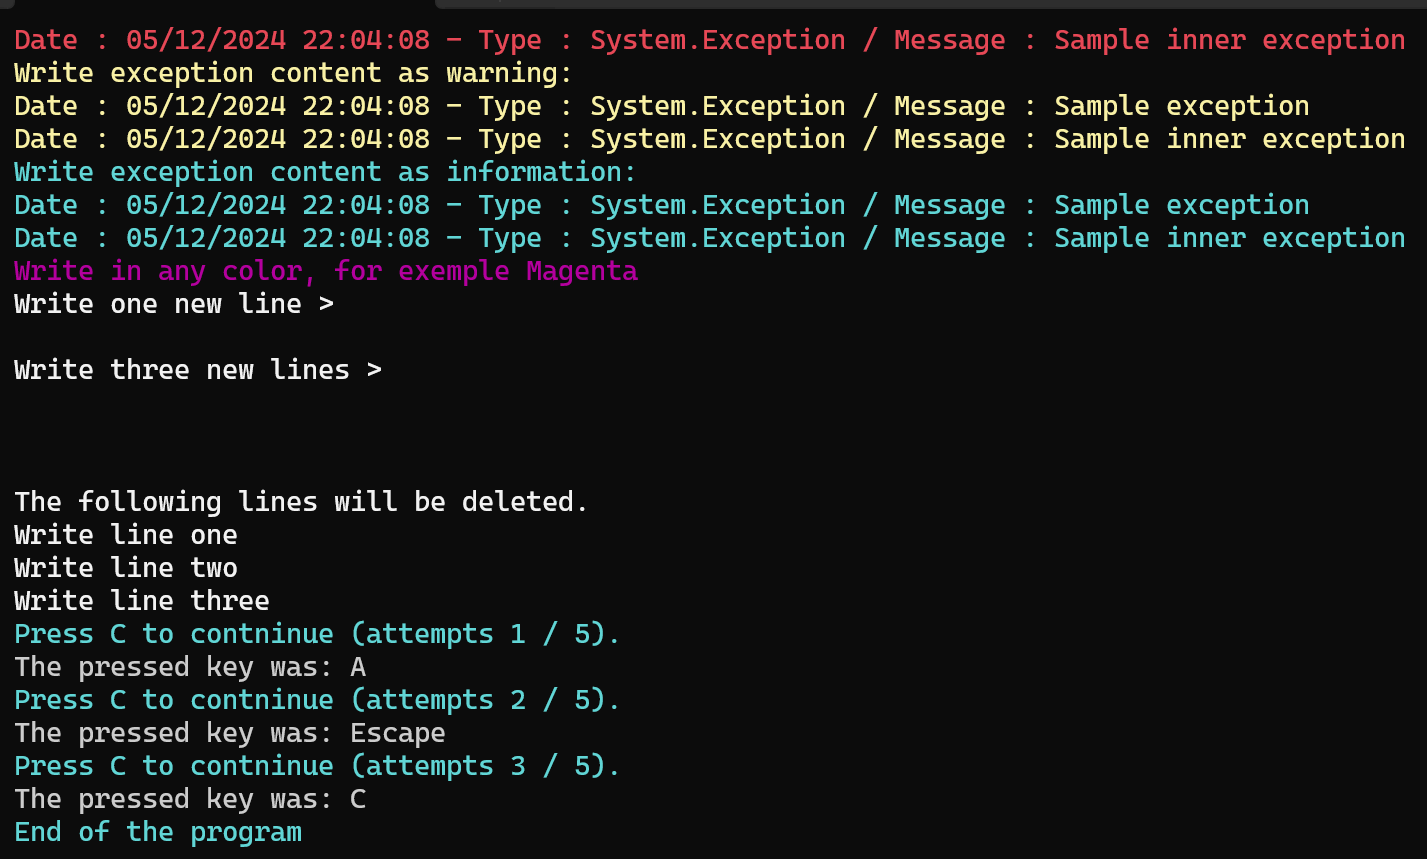 Date : 05/12/2024 22:04:08 - Type : System.Exception / Message : Sample inner exception
Write exception content as warning:
Date : 05/12/2024 22:04:08 - Type : System.Exception / Message : Sample exception
Date : 05/12/2024 22:04:08 - Type : System.Exception / Message : Sample inner exception
Write exception content as information:
Date : 05/12/2024 22:04:08 - Type : System.Exception / Message : Sample exception
Date : 05/12/2024 22:04:08 - Type : System.Exception / Message : Sample inner exception
Write in any color, for exemple Magenta
Write one new line >
Write three new lines >
The following lines will be deleted.
Write line one
Write line two
Write line three
Press C to contninue (attempts 1 / 5).
The pressed key was: A
Press C to contninue (attempts 2 / 5).
The pressed key was: Escape
Press C to contninue (attempts 3 / 5).
The pressed key was: C
End of the program